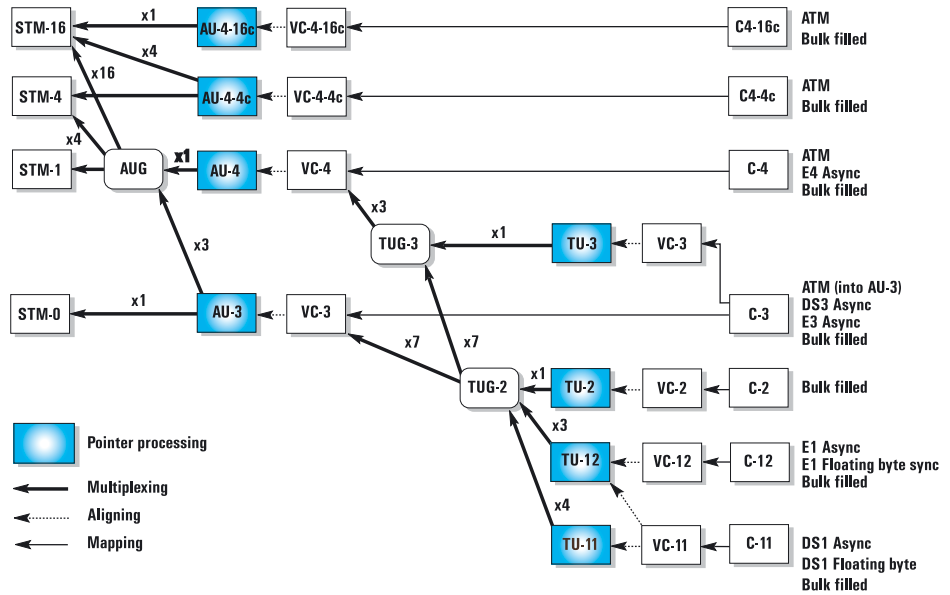 STM-16
x1
AU-4-16c
VC-4-16c
C4-16c
ATM
Bulk filled
x4
x16
STM-4
AU-4-4c
VC-4-4c
C4-4c
ATM
Bulk filled
x4
STM-1
AUG
x1
AU-4
VC-4
C-4
ATM
E4 Async
Bulk filled
x3
TUG-3
x1
TU-3
VC-3
x3
STM-0
x1
AU-3
VC-3
C-3
ATM (into AU-3)
DS3 Async
E3 Async
Bulk filled
x7
x7
TUG-2
x1
TU-2
VC-2
C-2
Bulk filled
x3
TU-12
VC-12
C-12
E1 Async
E1 Floating byte sync
Bulk filled
x4
TU-11
VC-11
C-11
DS1 Async
DS1 Floating byte
Bulk filled
Pointer processing
Multiplexing
Aligning
Mapping